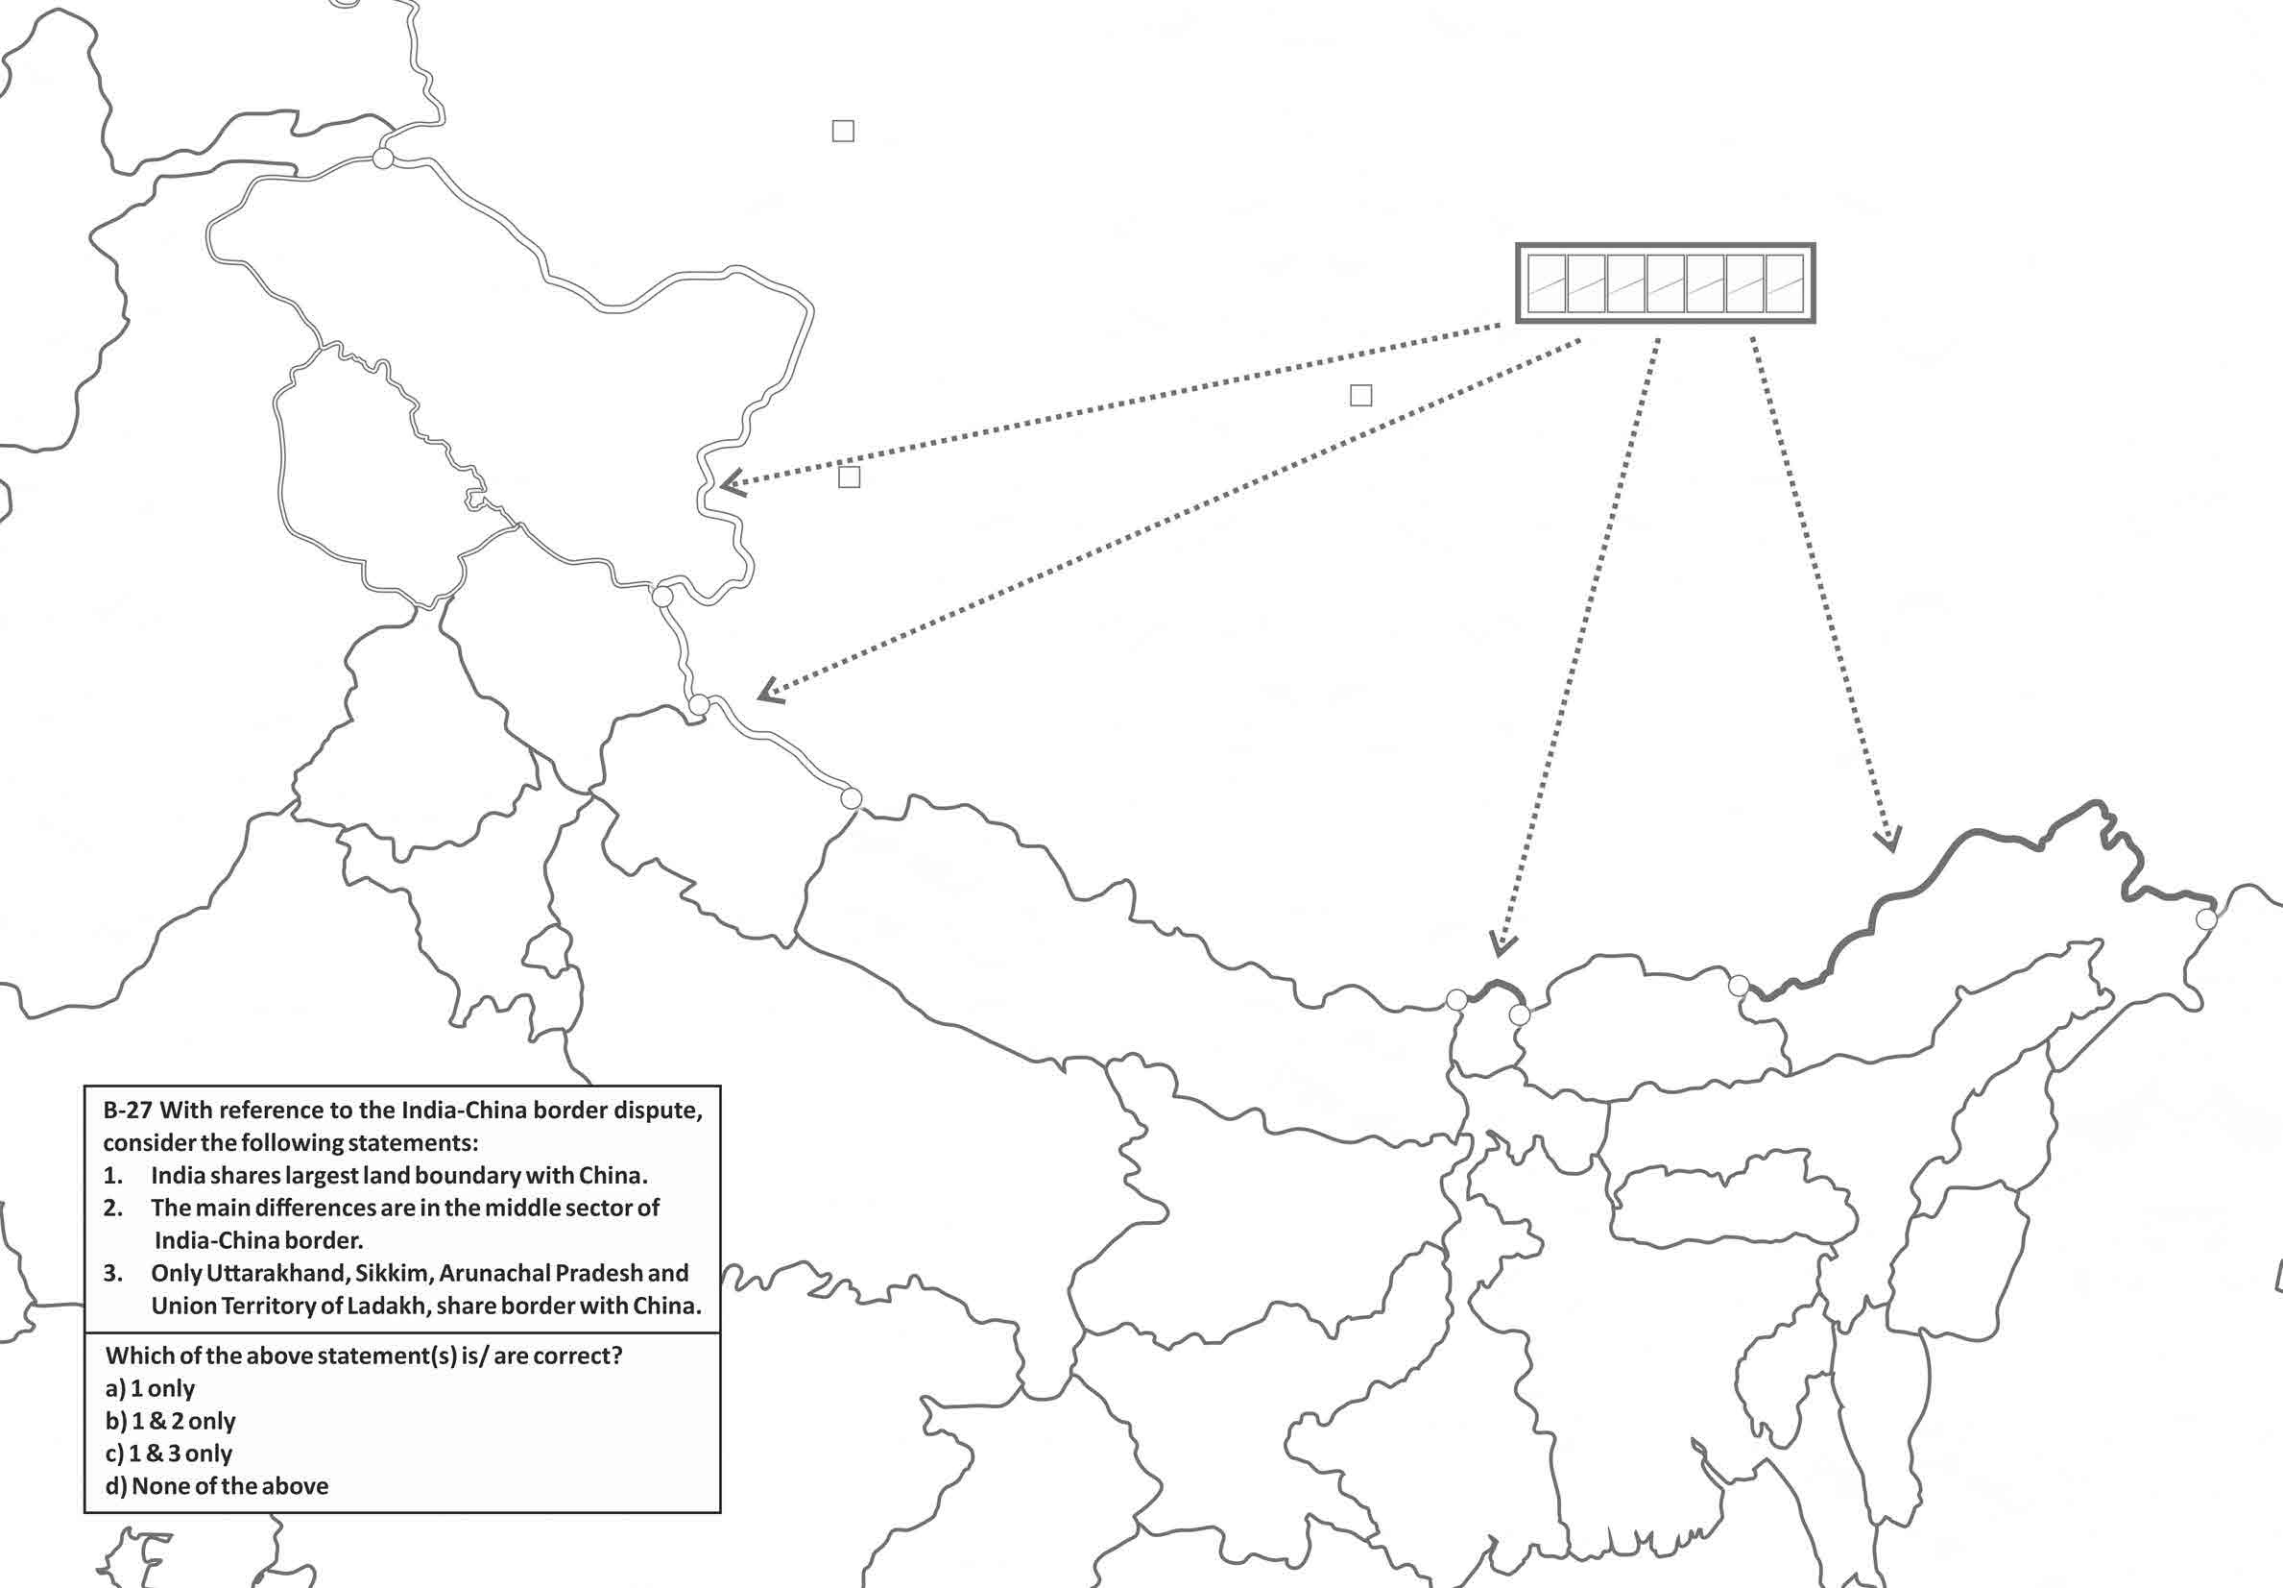 B-27 With reference to the India-China border dispute,
consider the following statements:
1. India shares largest land boundary with China.
2. The main differences are in the middle sector of
India-China border.
3. Only Uttarakhand, Sikkim, Arunachal Pradesh and
Union Territory of Ladakh, share border with China.
Which of the above statement(s) is/ are correct?
a) 1 only
b) 1 & 2 only
c) 1 & 3 only
d) None of the above